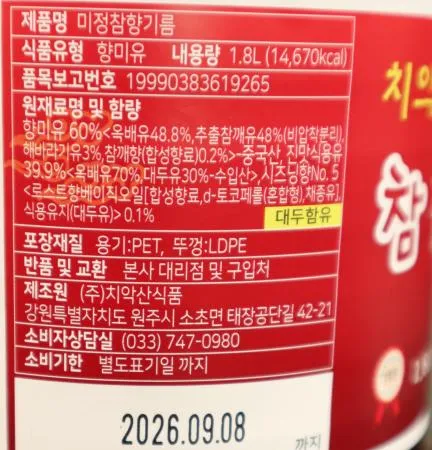 제품명 미정참향기름
식품유형 향미유 내용량 1.8L (14,670kcal)
품목보고번호 19990383619265
원재료명 및 함량
향미유 60%<옥배유48.8%,추출참깨유48%(비압착분리),
해바라기유3%,참깨향(합성향료)0.2%>-중국산, 진맛식용유
39.9%<옥배유70%,대두유30%-수입산>, 시즈닝향No. 5
<로스트향베이직오일[합성향료,d-토코페롤(혼합형),채종유],
식용유지(대두유)> 0.1%
대두함유
포장재질 용기:PET, 뚜껑:LDPE
반품 및 교환 본사 대리점 및 구입처
제조원 (주)치악산식품
강원특별자치도 원주시 소초면 태장공단길 42-21
소비자상담실 (033) 747-0980
소비기한 별도표기일 까지
2026.09.08
까지
치악
참